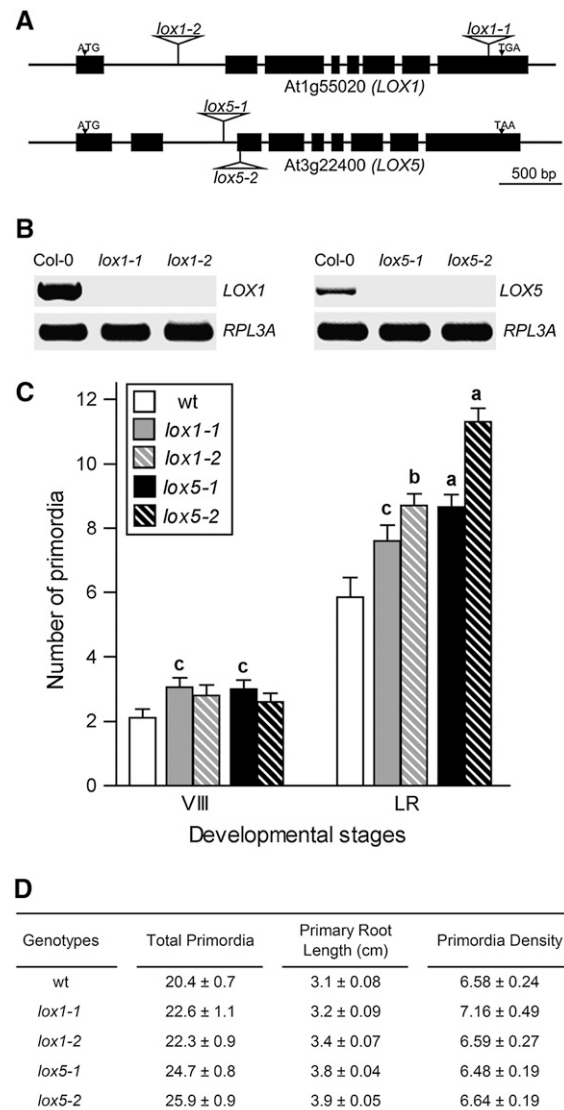 A
lox1-2
lox1-1
ATG
TGA
At1g55020 (LOX1)
lox5-1
ATG
TAA
At3g22400 (LOX5)
lox5-2
500 bp
B
Col-0 lox1-1 lox1-2
LOX1
RPL3A
Col-0 lox5-1 lox5-2
LOX5
RPL3A
C
Number of primordia
12
10
8
6
4
2
0
wt
lox1-1
lox1-2
lox5-1
lox5-2
c c
c b a a
VIII LR
Developmental stages
D
Genotypes Total Primordia Primary Root Length (cm) Primordia Density
wt 20.4 ± 0.7 3.1 ± 0.08 6.58 ± 0.24
lox1-1 22.6 ± 1.1 3.2 ± 0.09 7.16 ± 0.49
lox1-2 22.3 ± 0.9 3.4 ± 0.07 6.59 ± 0.27
lox5-1 24.7 ± 0.8 3.8 ± 0.04 6.48 ± 0.19
lox5-2 25.9 ± 0.9 3.9 ± 0.05 6.64 ± 0.19